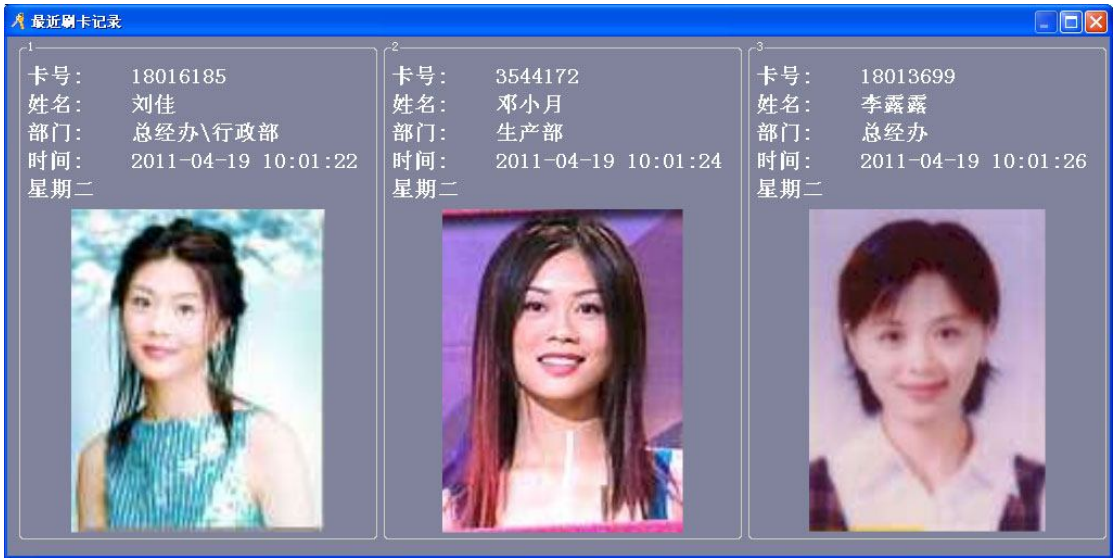 最近刷卡记录
1
卡号: 18016185
姓名: 刘佳
部门: 总经办\行政部
时间: 2011-04-19 10:01:22
星期二
2
卡号: 3544172
姓名: 邓小月
部门: 生产部
时间: 2011-04-19 10:01:24
星期二
3
卡号: 18013699
姓名: 李露露
部门: 总经办
时间: 2011-04-19 10:01:26
星期二